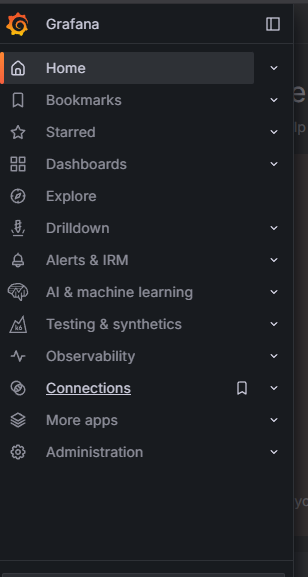 Grafana
Home
Bookmarks
Starred
Dashboards
Explore
Drilldown
Alerts & IRM
AI & machine learning
Testing & synthetics
Observability
Connections
More apps
Administration